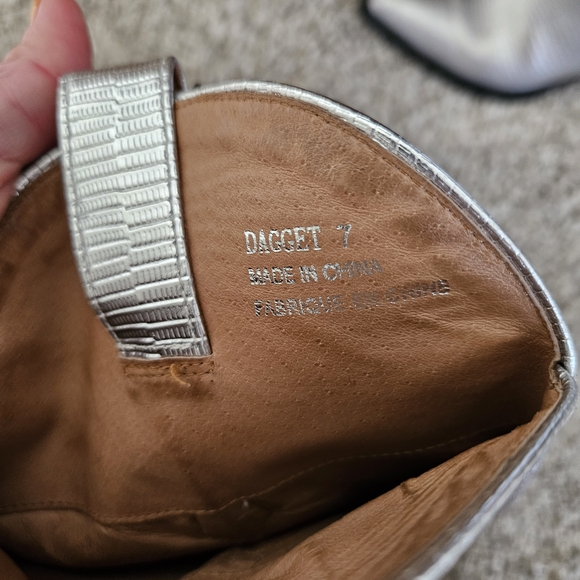 DAGGET 7
MADE IN CHINA
FABRIQUE EN CHINE